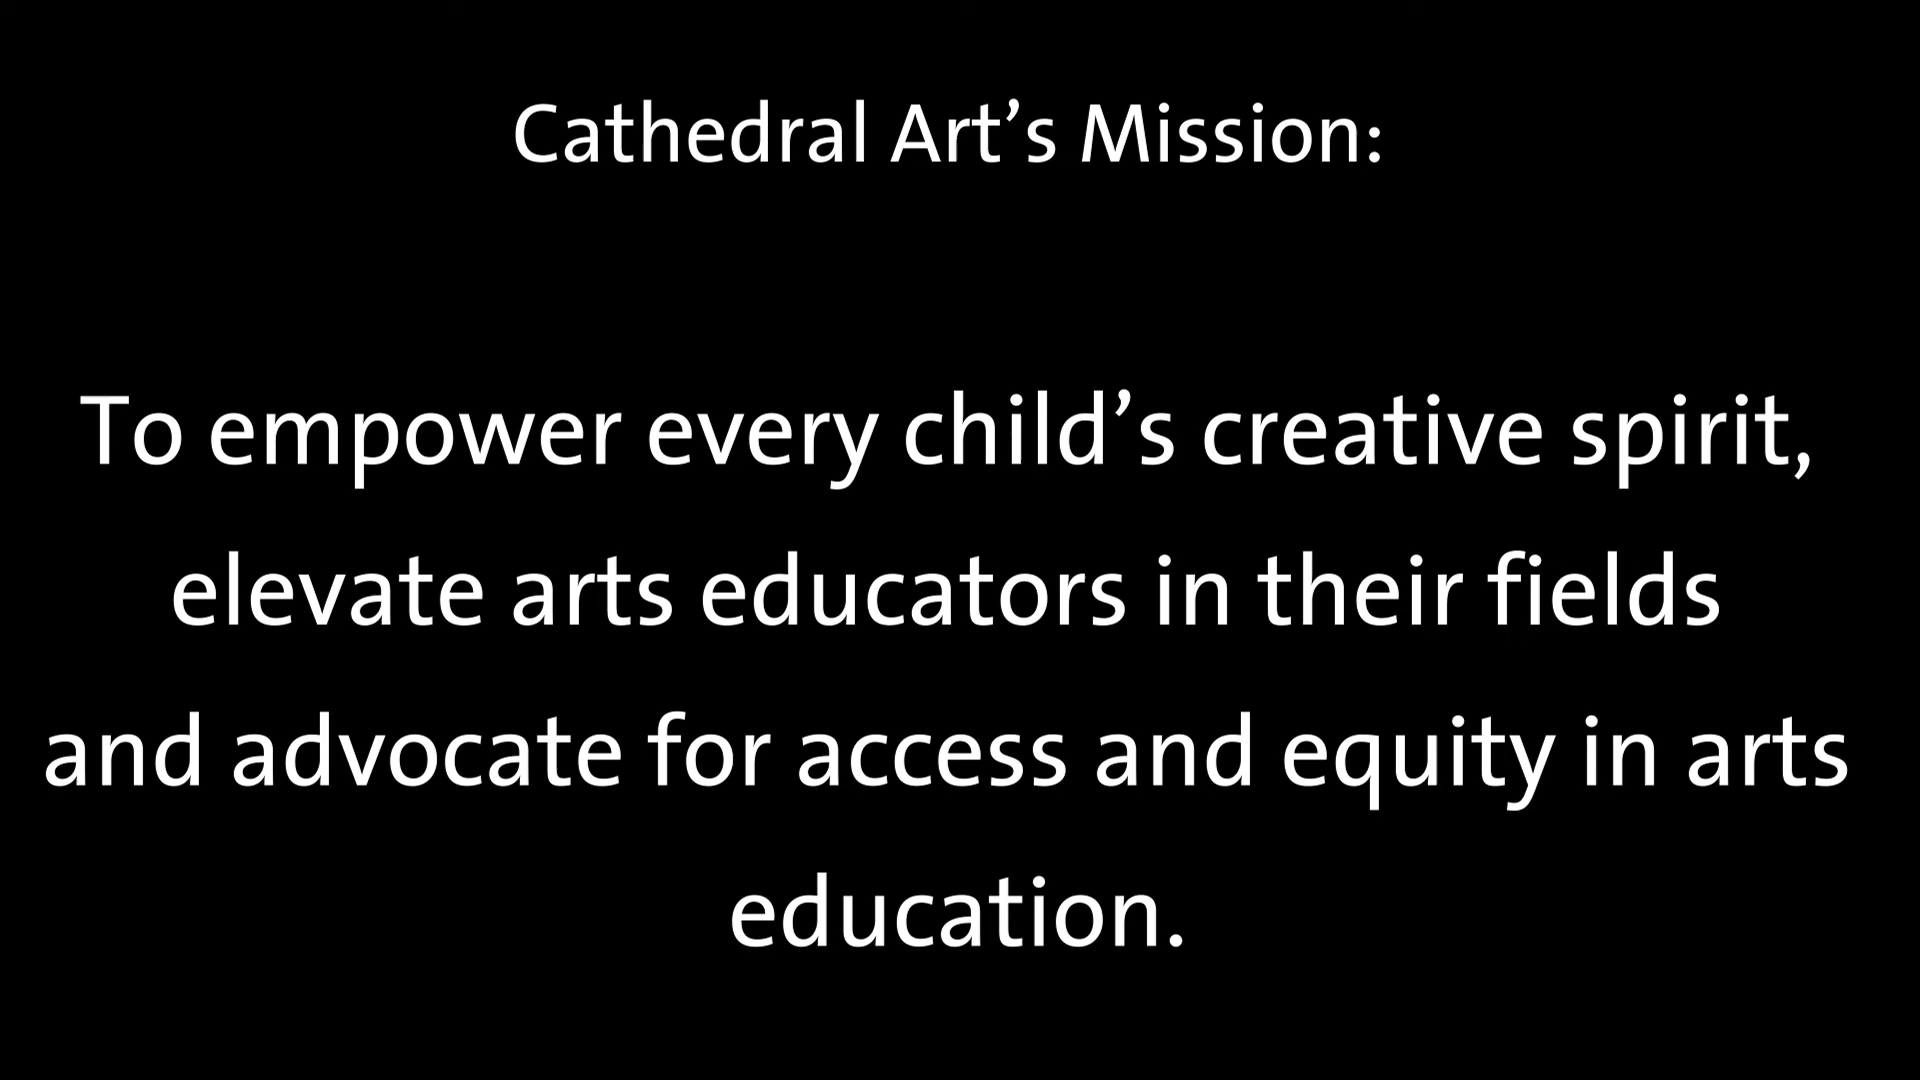 Cathedral Art’s Mission:
To empower every child’s creative spirit,
elevate arts educators in their fields
and advocate for access and equity in arts
education.